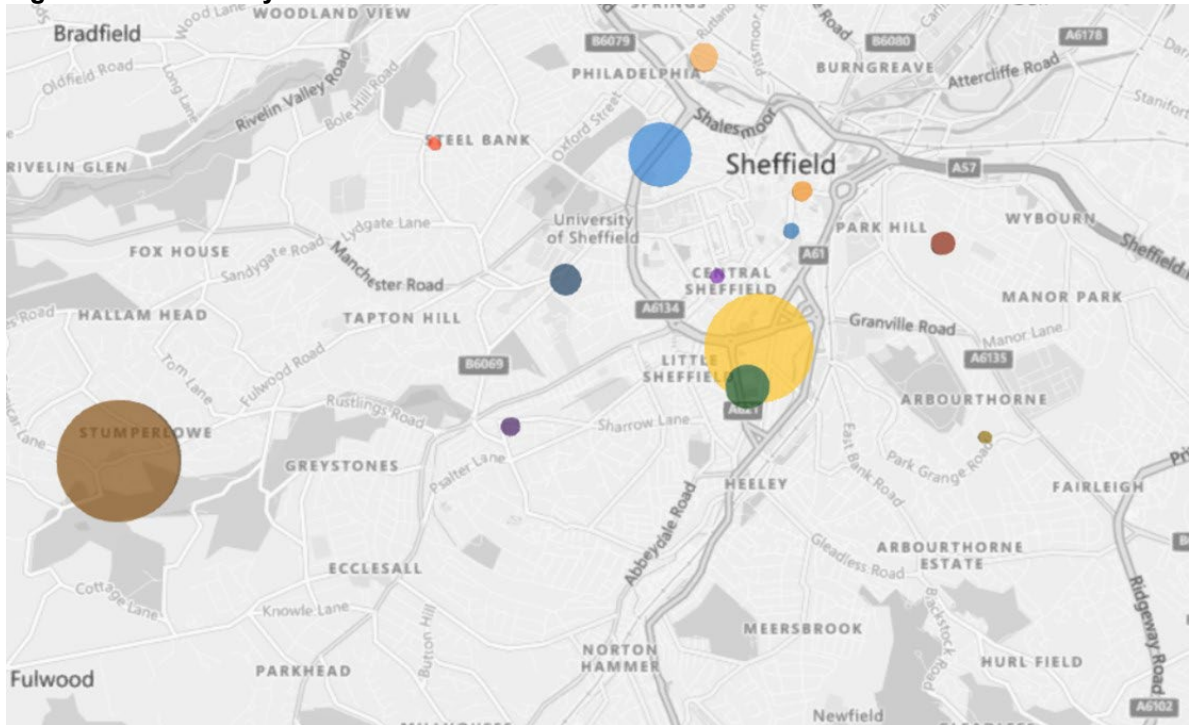 WOODLAND VIEW
Bradfield
Wood Lane
Long Lane
Oldfield Road
Rivelin Valley Road
Bole Hill Road
B6079
Rutland
PHILADELPHIA
B6080
A6178
BURNGREAVE
Attercliffe Road
Road
Shalesmoor
Oxford Street
STEEL BANK
RIVELIN GLEN
Sheffield
A57
University
of Sheffield
Lydgate Lane
FOX HOUSE
Sandygate Road
Manchester Road
PARK HILL
WYBOURN
A61
Sheffield
CENTRAL
SHEFFIELD
MANOR PARK
A6134
HALLAM HEAD
TAPTON HILL
Granville Road
Manor Lane
A6135
B6069
LITTLE
SHEFFIELD
Tom Lane
Fulwood Road
Rustlings Road
ARBOURTHORNE
A621
Sharrow Lane
STUMPERLOWE
GREYSTONES
Psalter Lane
East Bank Road
Park Grange Road
HEELEY
FAIRLEIGH
Abbeydale Road
Gleadless Road
ARBOURTHORNE
ESTATE
ECCLESALL
Cottage Lane
Knowle Lane
Button Hill
MEERSBROOK
Backstock Road
Ridgeway Road
NORTON
HAMMER
HURL FIELD
PARKHEAD
Fulwood
Newfield
A6102